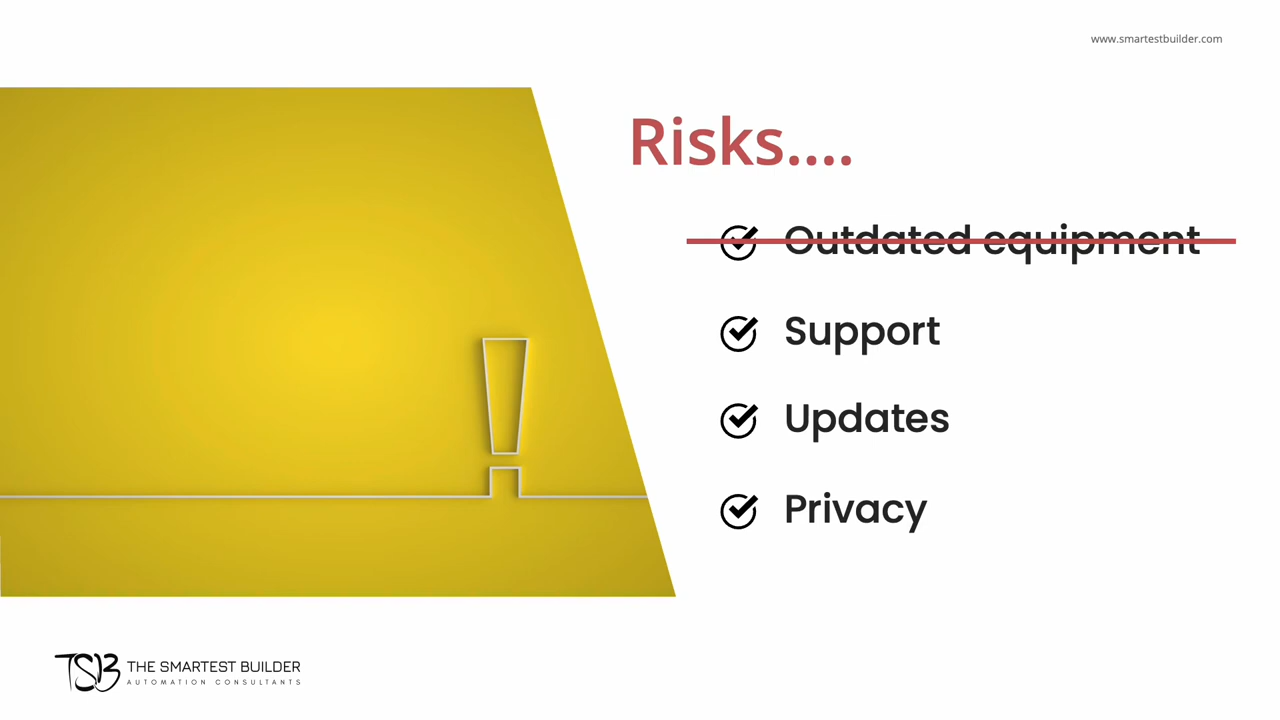 www.smartestbuilder.com
Risks....
Outdated equipment
Support
Updates
Privacy
TSB THE SMARTEST BUILDER
AUTOMATION CONSULTANTS